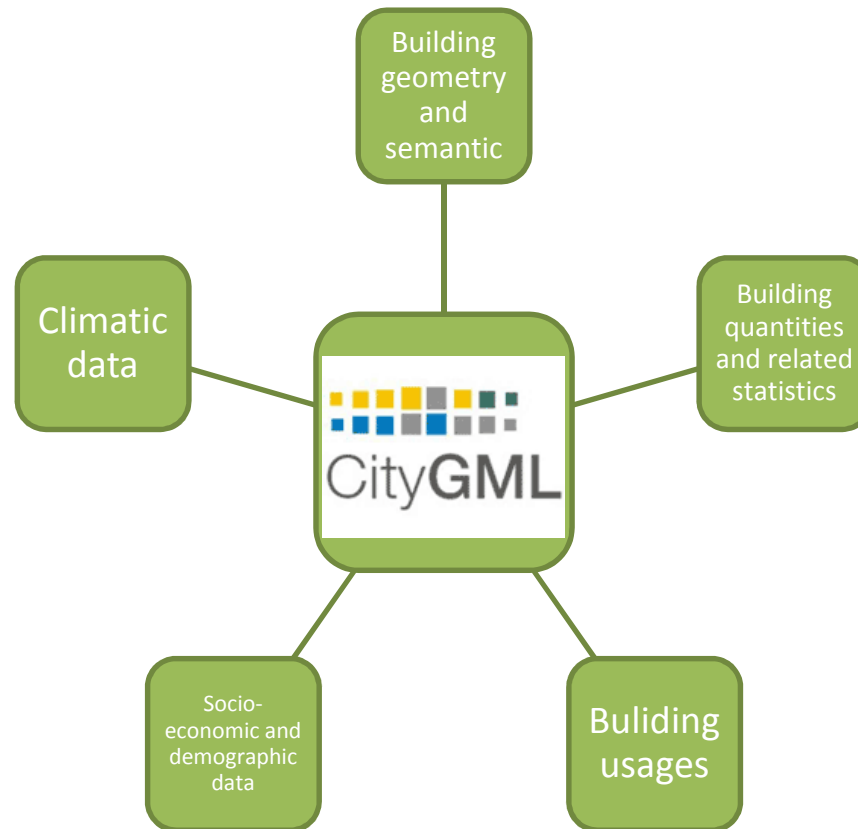 Building
geometry
and
semantic
Climatic
data
Building
quantities
and related
statistics
CityGML
Socio-
economic and
demographic
data
Buliding
usages